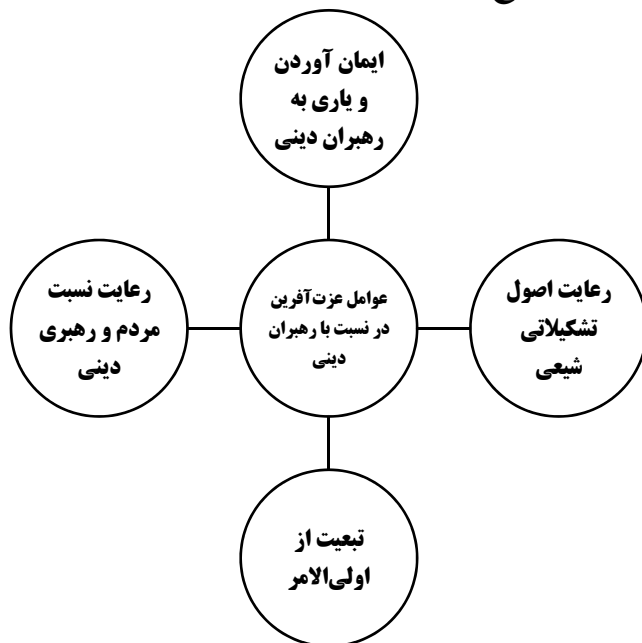 ایمان آوردن
و یاری به
رهبران دینی
رعایت اصول
تشکیلاتی
شیعی
عوامل عزت‌آفرین
در نسبت با رهبران
دینی
رعایت نسبت
مردم و رهبری
دینی
تبعیت از
اولی‌الامر